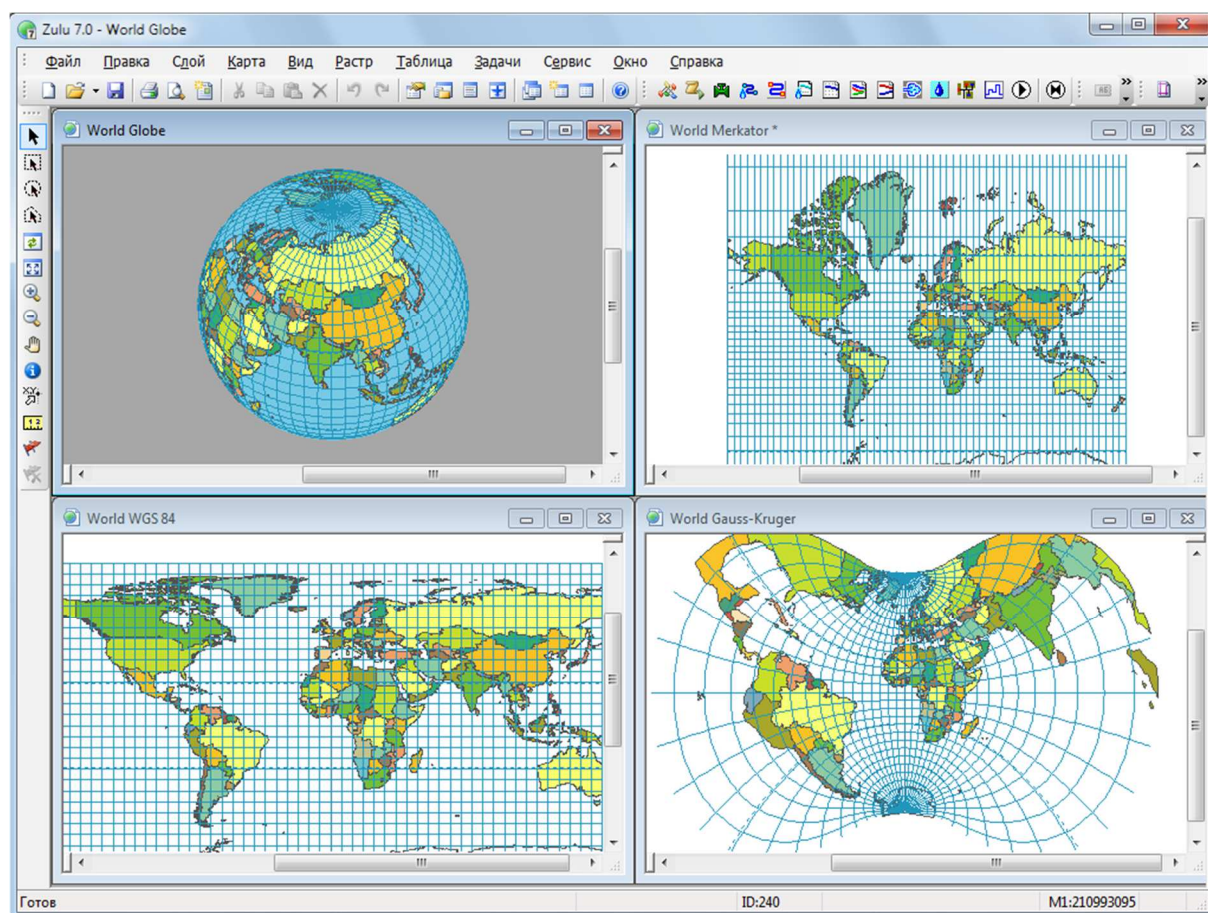 Zulu 7.0 - World Globe
Файл Правка Слой Карта Вид Растр Таблица Задачи Сервис Окно Справка
World Globe
World Merkator *
World WGS 84
World Gauss-Kruger
Готов ID:240 M1:210993095